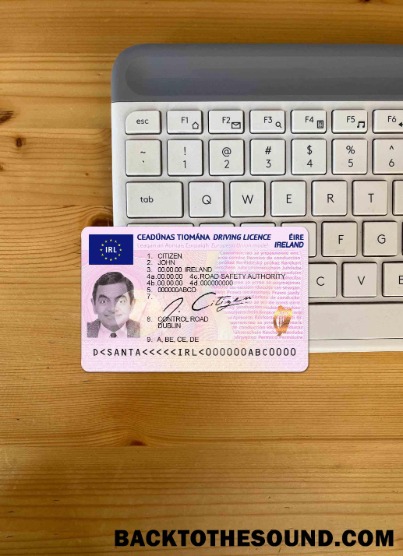 esc F1 F2 F3 F4 F5 F6
~ ! @ # $ % ^
` 1 2 3 4 5 6
tab Q W E R T
F G
C V E
CEADÚNAS TIOMÁNA DRIVING LICENCE ÉIRE
IRL IRELAND
1. CITIZEN
2. JOHN
3. 00.00.00 IRELAND
4a.00.00.00 4c.ROAD SAFETY AUTHORITY
4b.00.00.00 4d.000000000
5. 000000ABCD
7. J. Citizen
8. CONTROL ROAD
DUBLIN
9. A, BE, CE, DE
D<SANTA<<<<<IRL<000000ABC0000
BACKTOTHESOUND.COM